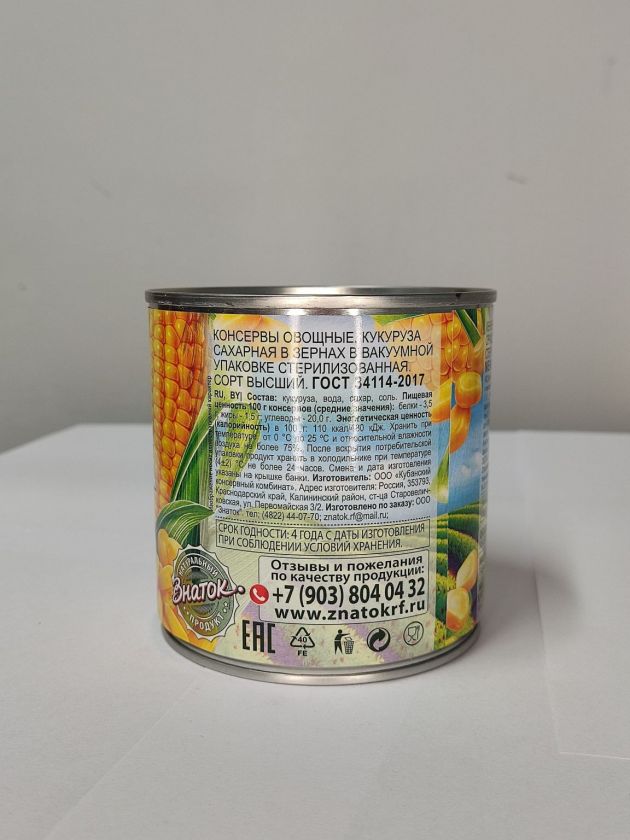 КОНСЕРВЫ ОВОЩНЫЕ. КУКУРУЗА
САХАРНАЯ В ЗЕРНАХ В ВАКУУМНОЙ
УПАКОВКЕ СТЕРИЛИЗОВАННАЯ.
СОРТ ВЫСШИЙ. ГОСТ 34114-2017
RU, BY| Состав: кукуруза, вода, сахар, соль. Пищевая
ценность 100 г консервов (средние значения): белки - 3,5
г; жиры - 1,5 г; углеводы - 20,0 г. Энергетическая ценность
(калорийность) в 100 г: 110 ккал/480 кДж. Хранить при
температуре от 0 °С до 25 °С и относительной влажности
воздуха не более 75%. После вскрытия потребительской
упаковки продукт хранить в холодильнике при температуре
(4±2) °С не более 24 часов. Смена и дата изготовления
указаны на крышке банки. Изготовитель: ООО «Кубанский
консервный комбинат». Адрес изготовителя: Россия, 353793,
Краснодарский край, Калининский район, ст-ца Старовелич-
ковская, ул. Первомайская 3/2. Изготовлено по заказу: ООО
"Знаток", тел: (4822) 44-07-70; znatok.rf@mail.ru;
СРОК ГОДНОСТИ: 4 ГОДА С ДАТЫ ИЗГОТОВЛЕНИЯ
ПРИ СОБЛЮДЕНИИ УСЛОВИЙ ХРАНЕНИЯ.
НАТУРАЛЬНЫЙ
Знаток
ПРОДУКТ
Отзывы и пожелания
по качеству продукции:
+7 (903) 804 04 32
www.znatokrf.ru
ЕАС
40
FE